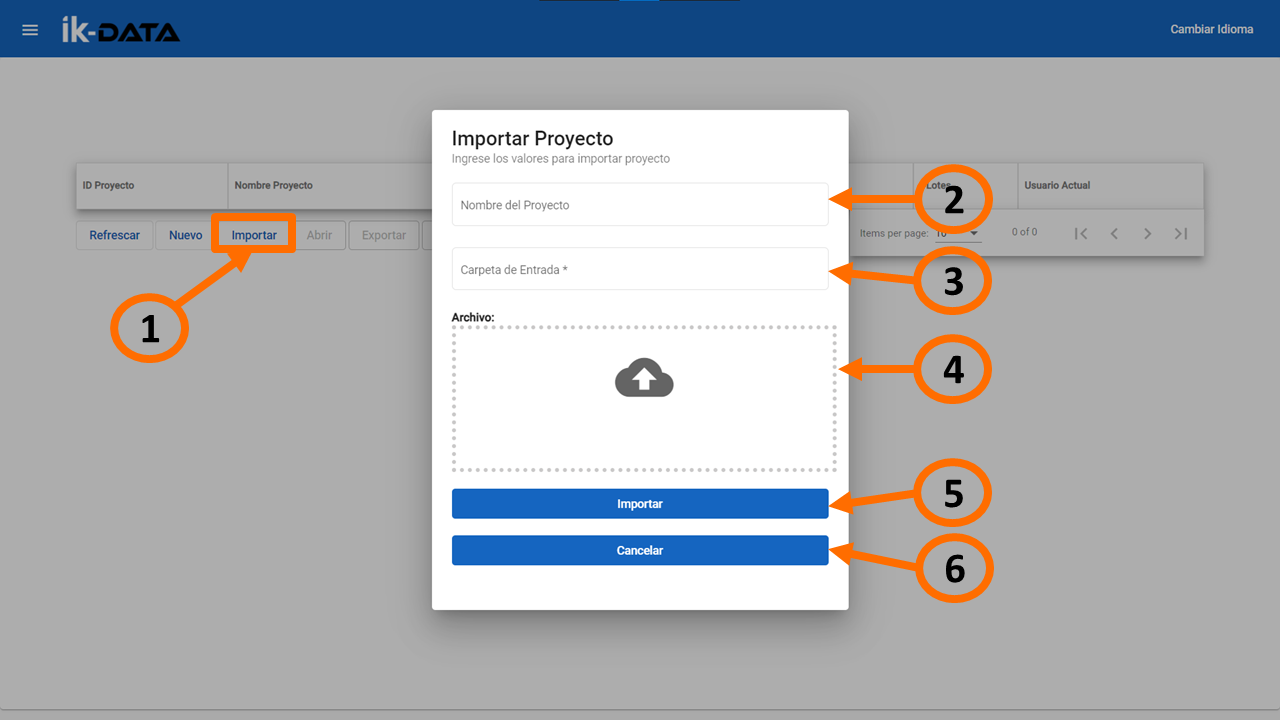 ik-DATA
Cambiar Idioma
Importar Proyecto
Ingrese los valores para importar proyecto
ID Proyecto
Nombre Proyecto
Lotes
Usuario Actual
Nombre del Proyecto
2
Refrescar
Nuevo
Importar
Abrir
Exportar
Items per page:
10
0 of 0
Carpeta de Entrada *
3
1
Archivo:
4
Importar
5
Cancelar
6